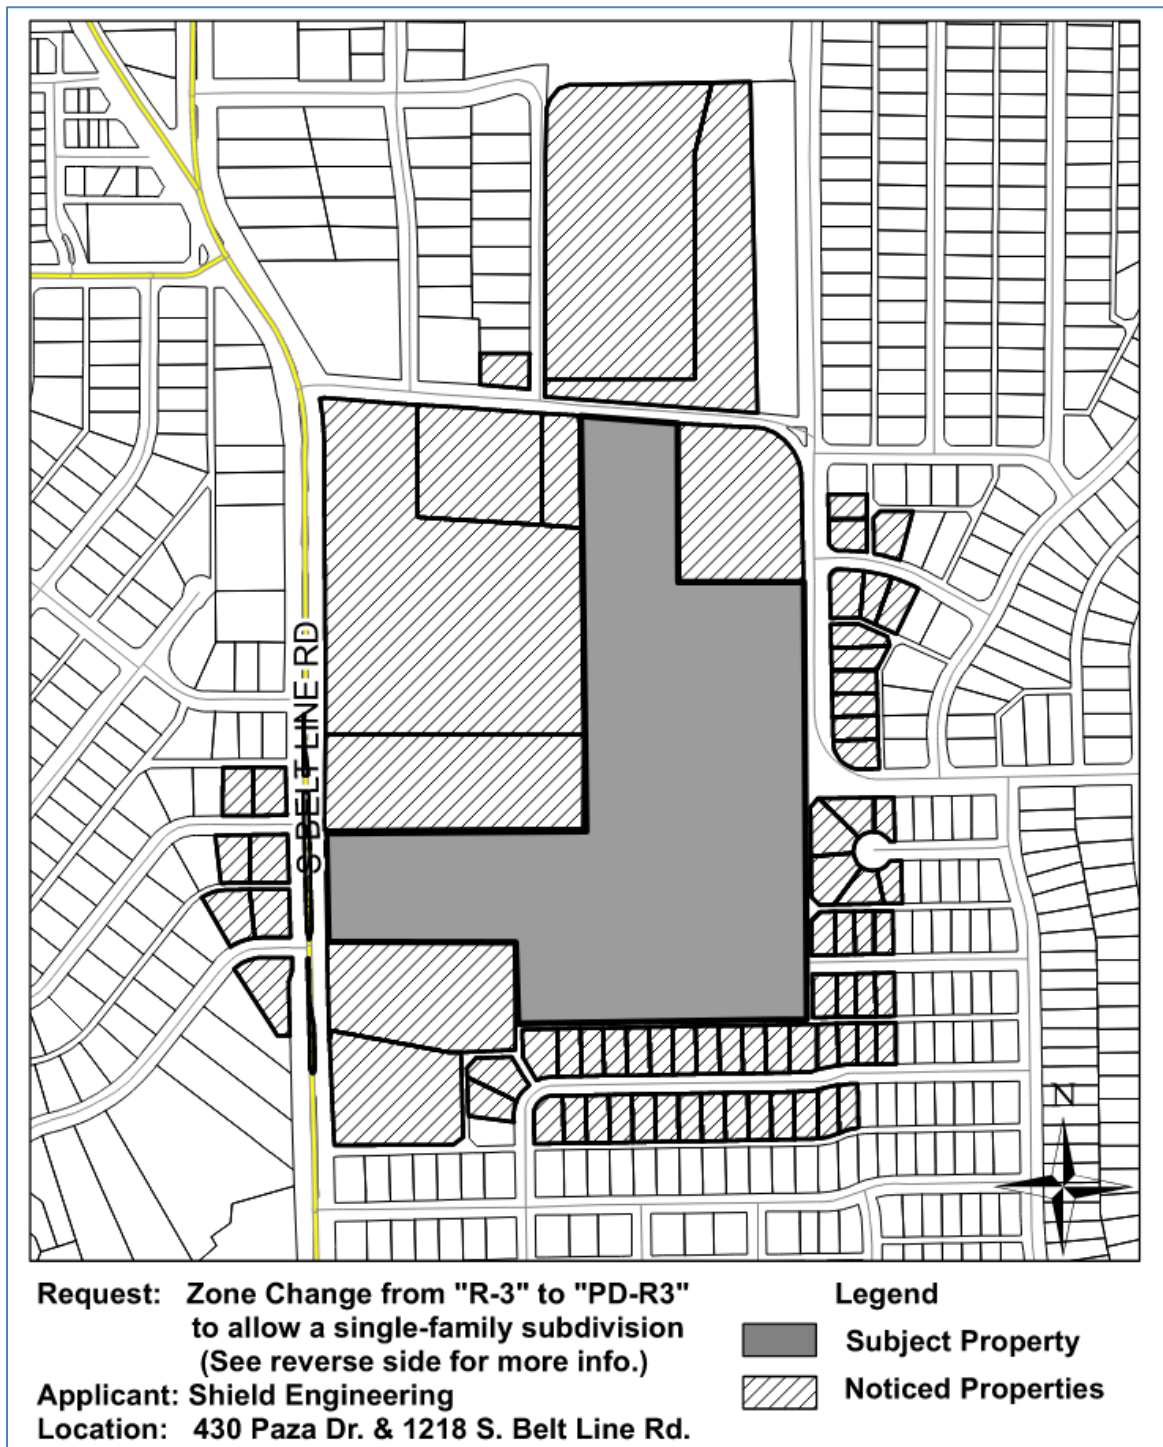 S BELT LINE RD
N
Request: Zone Change from "R-3" to "PD-R3"
to allow a single-family subdivision
(See reverse side for more info.)
Applicant: Shield Engineering
Location: 430 Paza Dr. & 1218 S. Belt Line Rd.
Legend
Subject Property
Noticed Properties